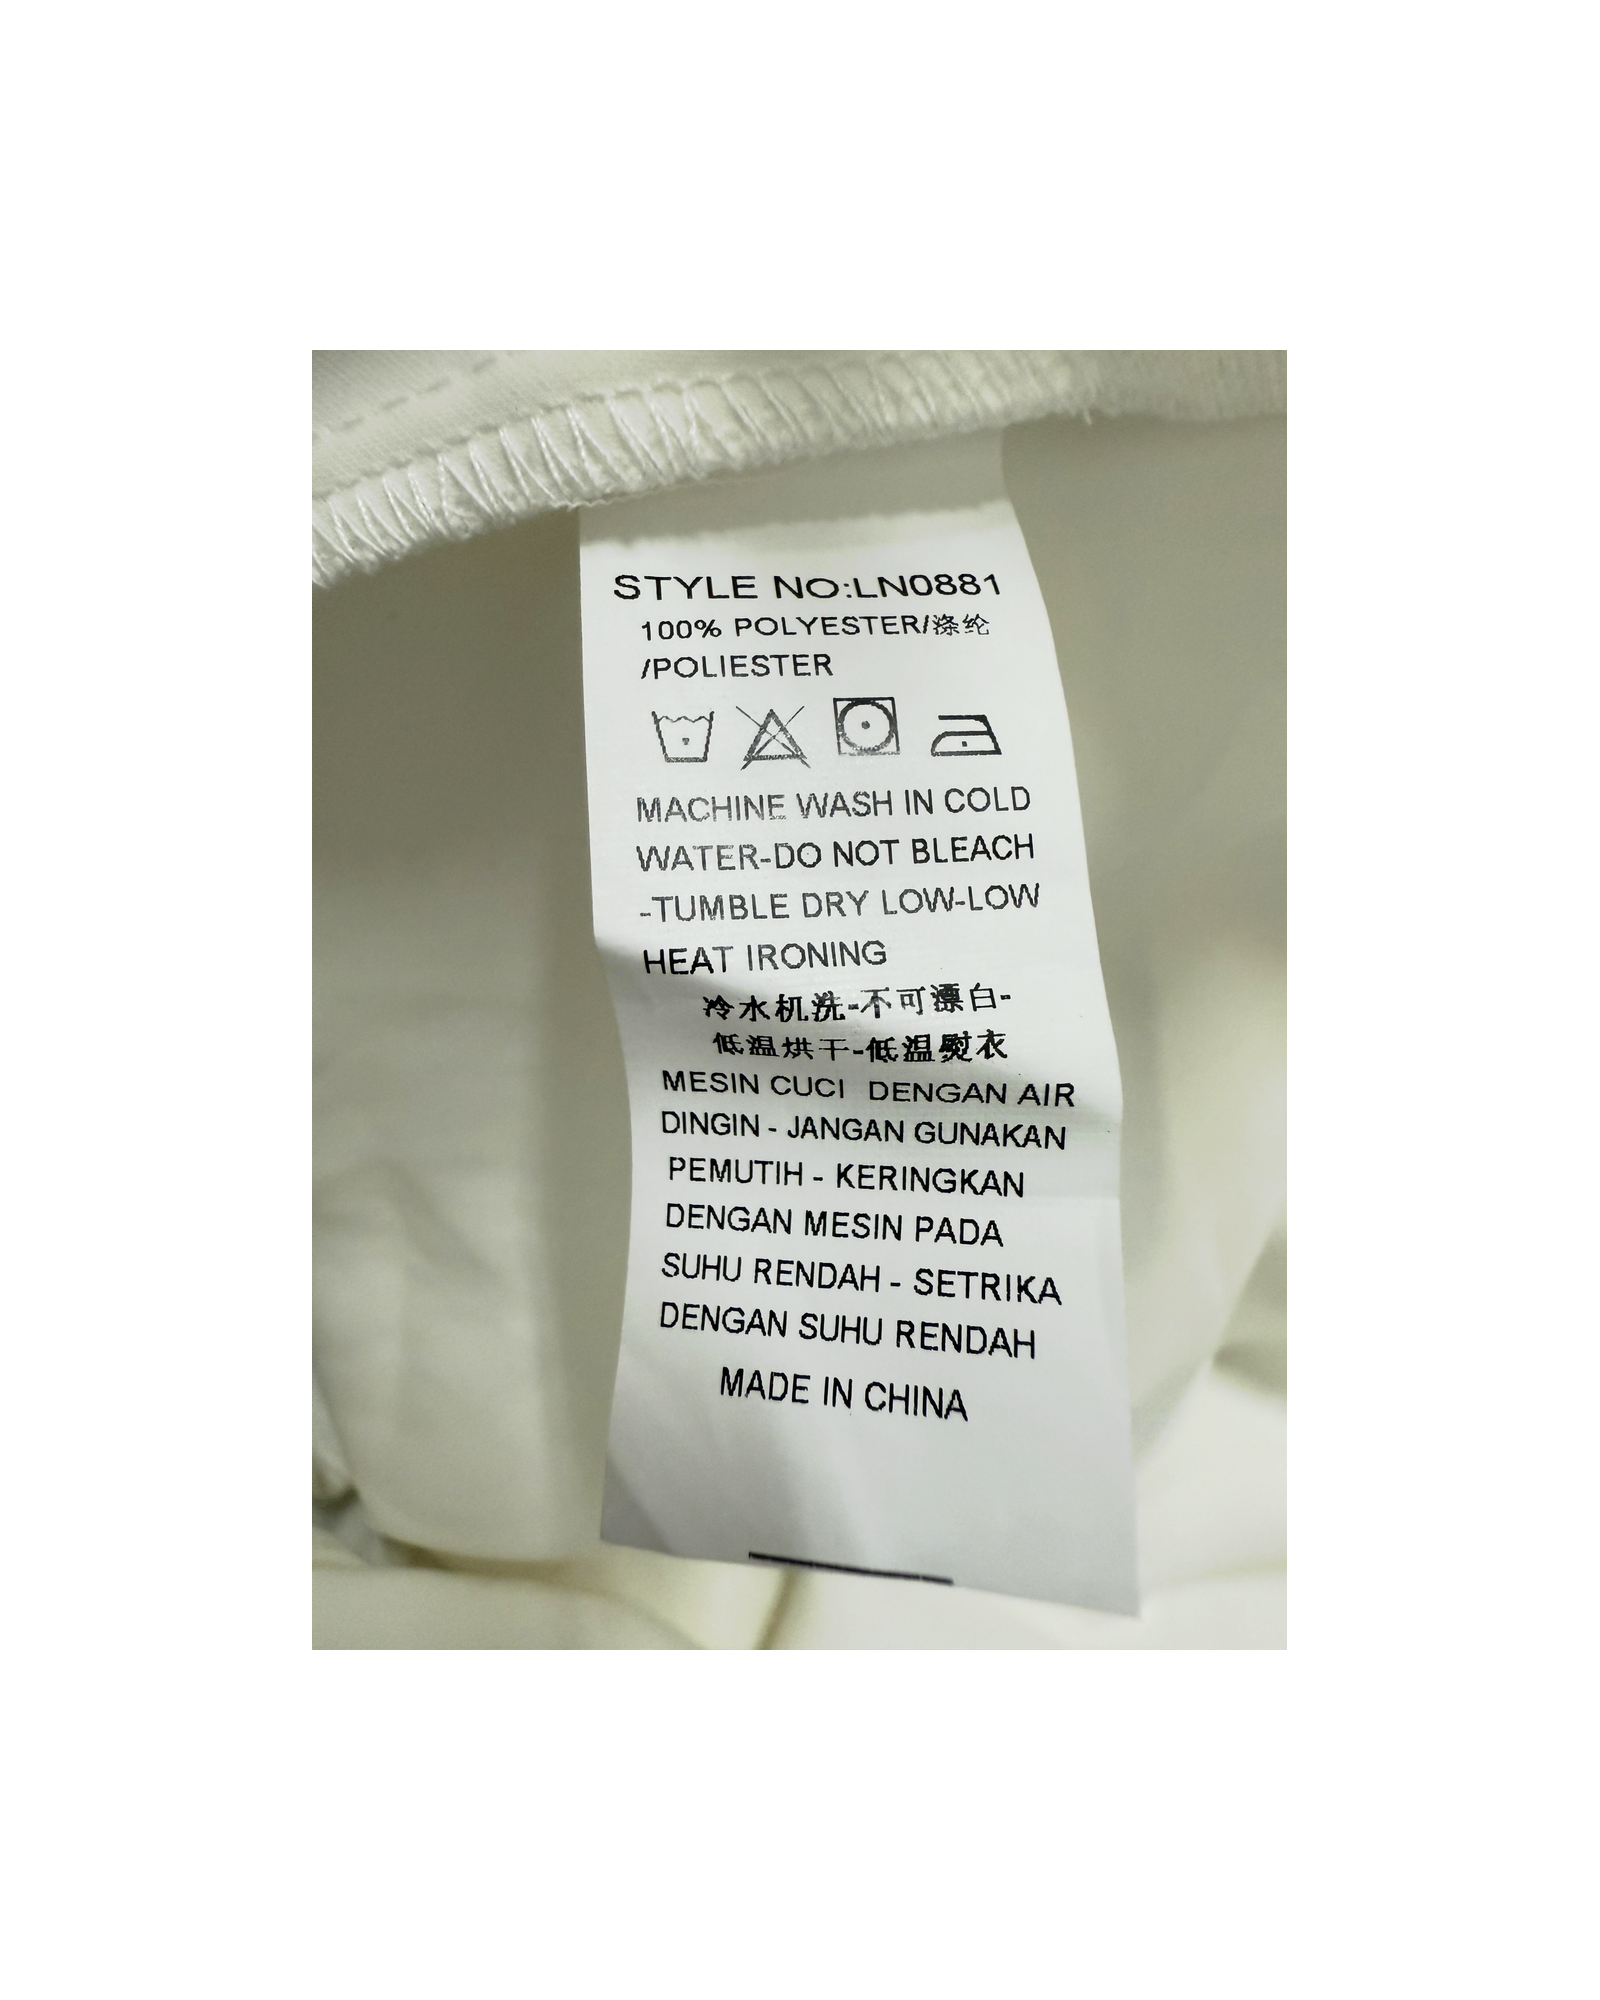 STYLE NO:LN0881
100% POLYESTER/涤纶
/POLIESTER
MACHINE WASH IN COLD
WATER-DO NOT BLEACH
-TUMBLE DRY LOW-LOW
HEAT IRONING
冷水机洗-不可漂白-
低温烘干-低温熨衣
MESIN CUCI DENGAN AIR
DINGIN - JANGAN GUNAKAN
PEMUTIH - KERINGKAN
DENGAN MESIN PADA
SUHU RENDAH - SETRIKA
DENGAN SUHU RENDAH
MADE IN CHINA